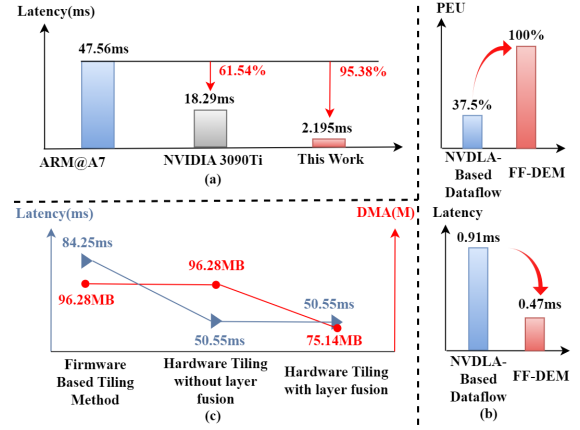 Latency(ms)
47.56ms
61.54%
95.38%
18.29ms
2.195ms
ARM@A7
NVIDIA 3090Ti
This Work
(a)
PEU
100%
37.5%
NVDLA-
Based
Dataflow
FF-DEM
Latency(ms)
DMA(M)
84.25ms
96.28MB
96.28MB
50.55ms
50.55ms
75.14MB
Firmware
Based Tiling
Method
Hardware Tiling
without layer
fusion
Hardware Tiling
with layer fusion
(c)
Latency
0.91ms
0.47ms
NVDLA-
Based
Dataflow
FF-DEM
(b)